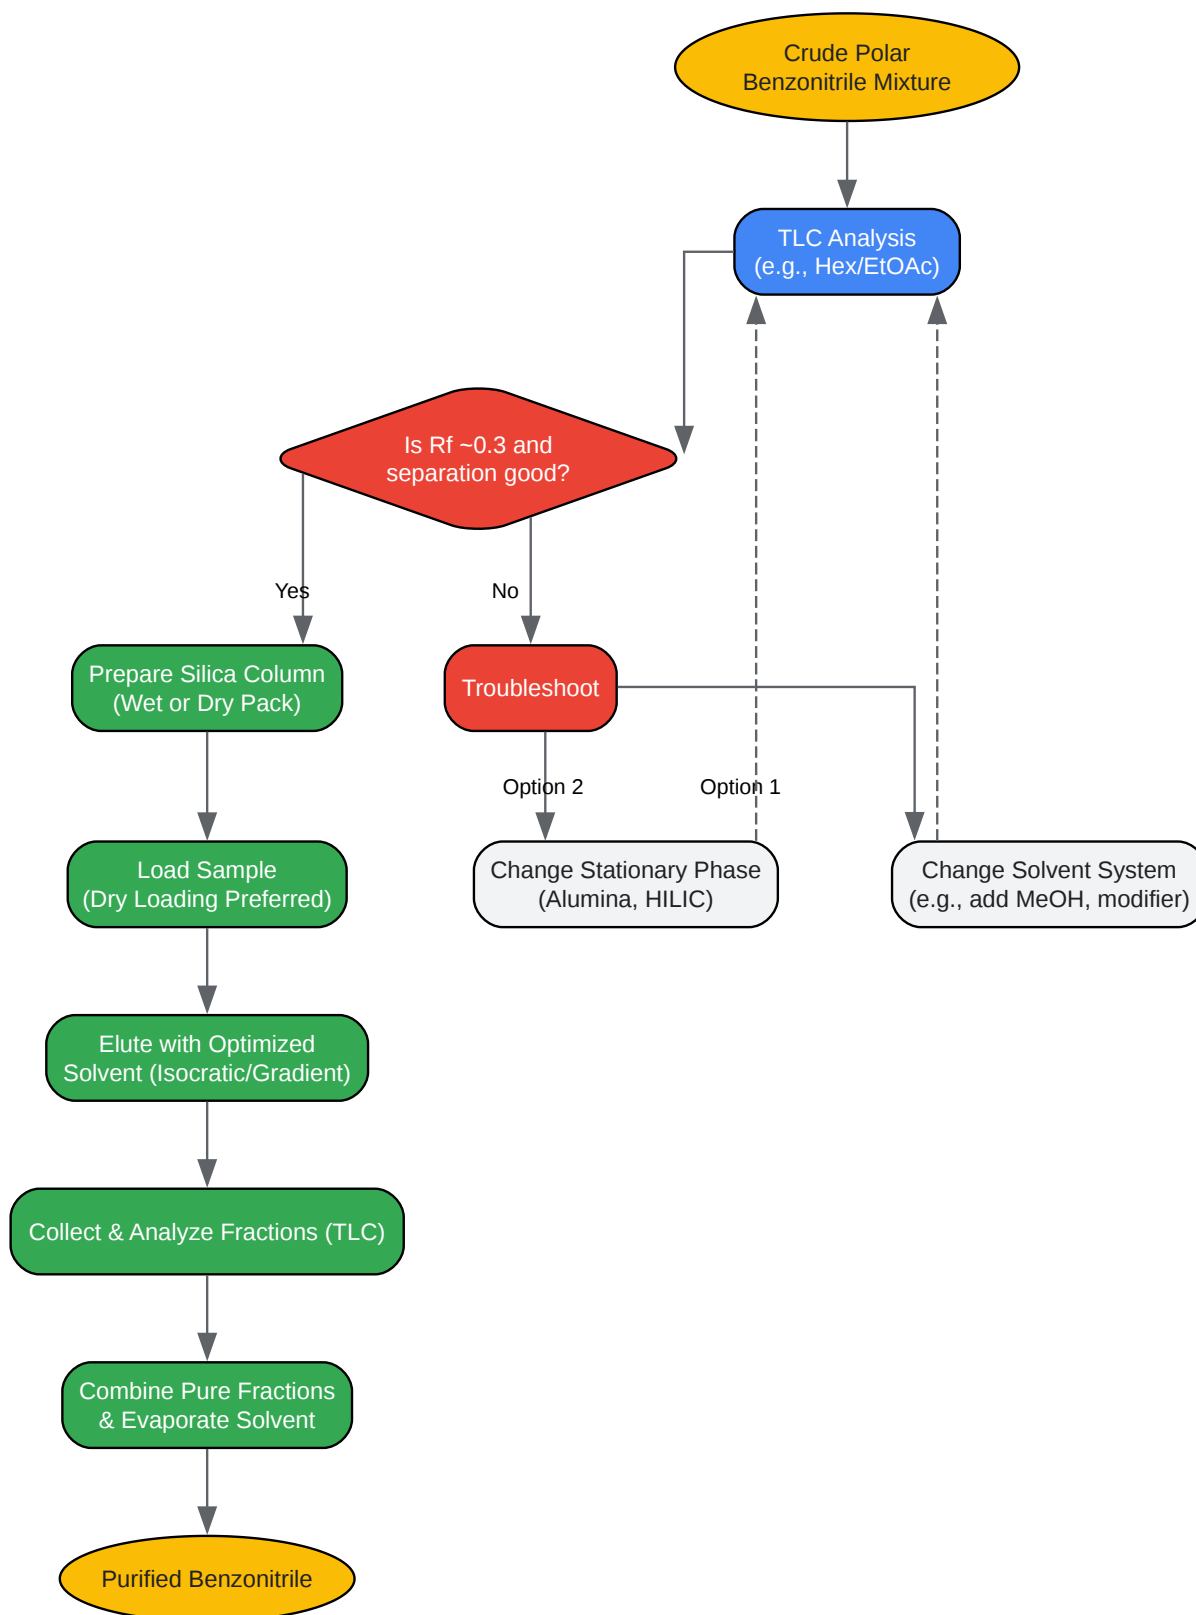 Crude Polar
Benzonitrile Mixture
TLC Analysis
(e.g., Hex/EtOAc)
Is Rf ~0.3 and
separation good?
Yes
No
Prepare Silica Column
(Wet or Dry Pack)
Troubleshoot
Option 2
Option 1
Load Sample
(Dry Loading Preferred)
Change Stationary Phase
(Alumina, HILIC)
Change Solvent System
(e.g., add MeOH, modifier)
Elute with Optimized
Solvent (Isocratic/Gradient)
Collect & Analyze Fractions (TLC)
Combine Pure Fractions
& Evaporate Solvent
Purified Benzonitrile